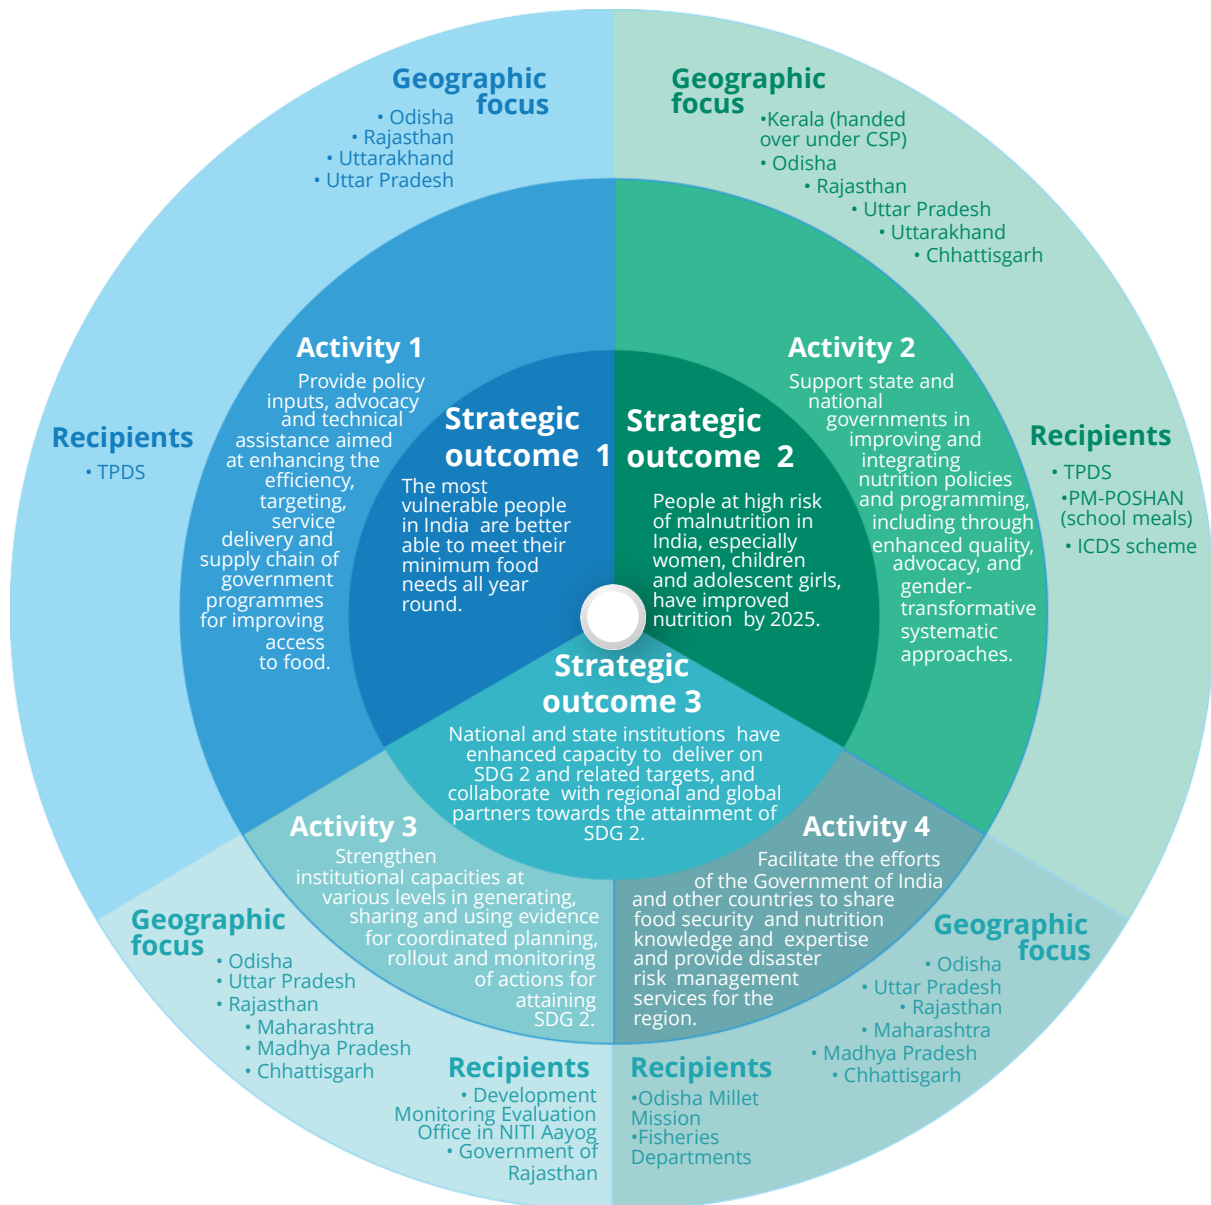 Geographic
focus
• Odisha
• Rajasthan
• Uttarakhand
• Uttar Pradesh
Recipients
• TPDS
Activity 1
Provide policy
inputs, advocacy
and technical
assistance aimed
at enhancing the
efficiency,
targeting,
service
delivery and
supply chain of
government
programmes
for improving
access
to food.
Strategic
outcome 1
The most
vulnerable people
in India are better
able to meet their
minimum food
needs all year
round.
Geographic
focus
•Kerala (handed
over under CSP)
• Odisha
• Rajasthan
• Uttar Pradesh
• Uttarakhand
• Chhattisgarh
Recipients
• TPDS
•PM-POSHAN
(school meals)
• ICDS scheme
Activity 2
Support state and
national
governments in
improving and
integrating
nutrition policies
and programming,
including through
enhanced quality,
advocacy, and
gender-
transformative
systematic
approaches.
Strategic
outcome 2
People at high risk
of malnutrition in
India, especially
women, children
and adolescent girls,
have improved
nutrition by 2025.
Strategic
outcome 3
National and state institutions have
enhanced capacity to deliver on
SDG 2 and related targets, and
collaborate with regional and global
partners towards the attainment of
SDG 2.
Activity 3
Strengthen
institutional capacities at
various levels in generating,
sharing and using evidence
for coordinated planning,
rollout and monitoring
of actions for
attaining
SDG 2.
Geographic
focus
• Odisha
• Uttar Pradesh
• Rajasthan
• Maharashtra
• Madhya Pradesh
• Chhattisgarh
Recipients
• Development
Monitoring Evaluation
Office in NITI Aayog
• Government of
Rajasthan
Activity 4
Facilitate the efforts
of the Government of India
and other countries to share
food security and nutrition
knowledge and expertise
and provide disaster
risk management
services for the
region.
Geographic
focus
• Odisha
• Uttar Pradesh
• Rajasthan
• Maharashtra
• Madhya Pradesh
• Chhattisgarh
Recipients
•Odisha Millet
Mission
•Fisheries
Departments